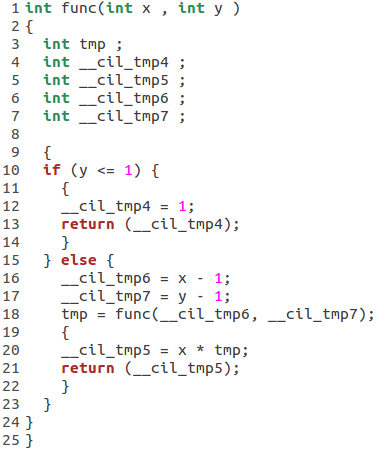 1 int func(int x , int y )
2 {
3   int tmp ;
4   int __cil_tmp4 ;
5   int __cil_tmp5 ;
6   int __cil_tmp6 ;
7   int __cil_tmp7 ;
8
9   {
10   if (y <= 1) {
11     {
12     __cil_tmp4 = 1;
13     return (__cil_tmp4);
14     }
15   } else {
16     __cil_tmp6 = x - 1;
17     __cil_tmp7 = y - 1;
18     tmp = func(__cil_tmp6, __cil_tmp7);
19     {
20     __cil_tmp5 = x * tmp;
21     return (__cil_tmp5);
22     }
23   }
24 }
25 }